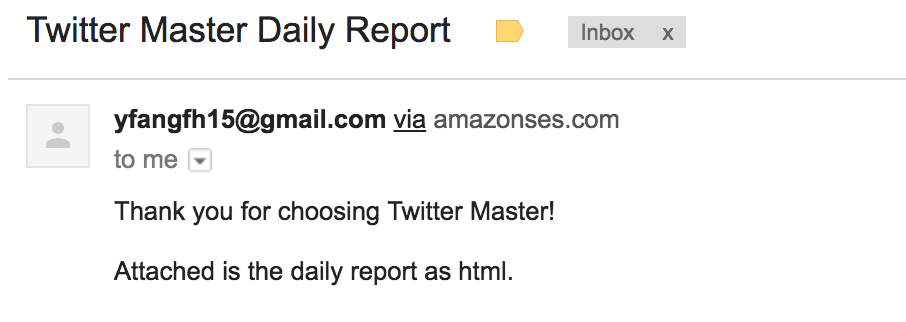 Twitter Master Daily Report Inbox x
yfangfh15@gmail.com via amazonses.com
to me
Thank you for choosing Twitter Master!
Attached is the daily report as html.